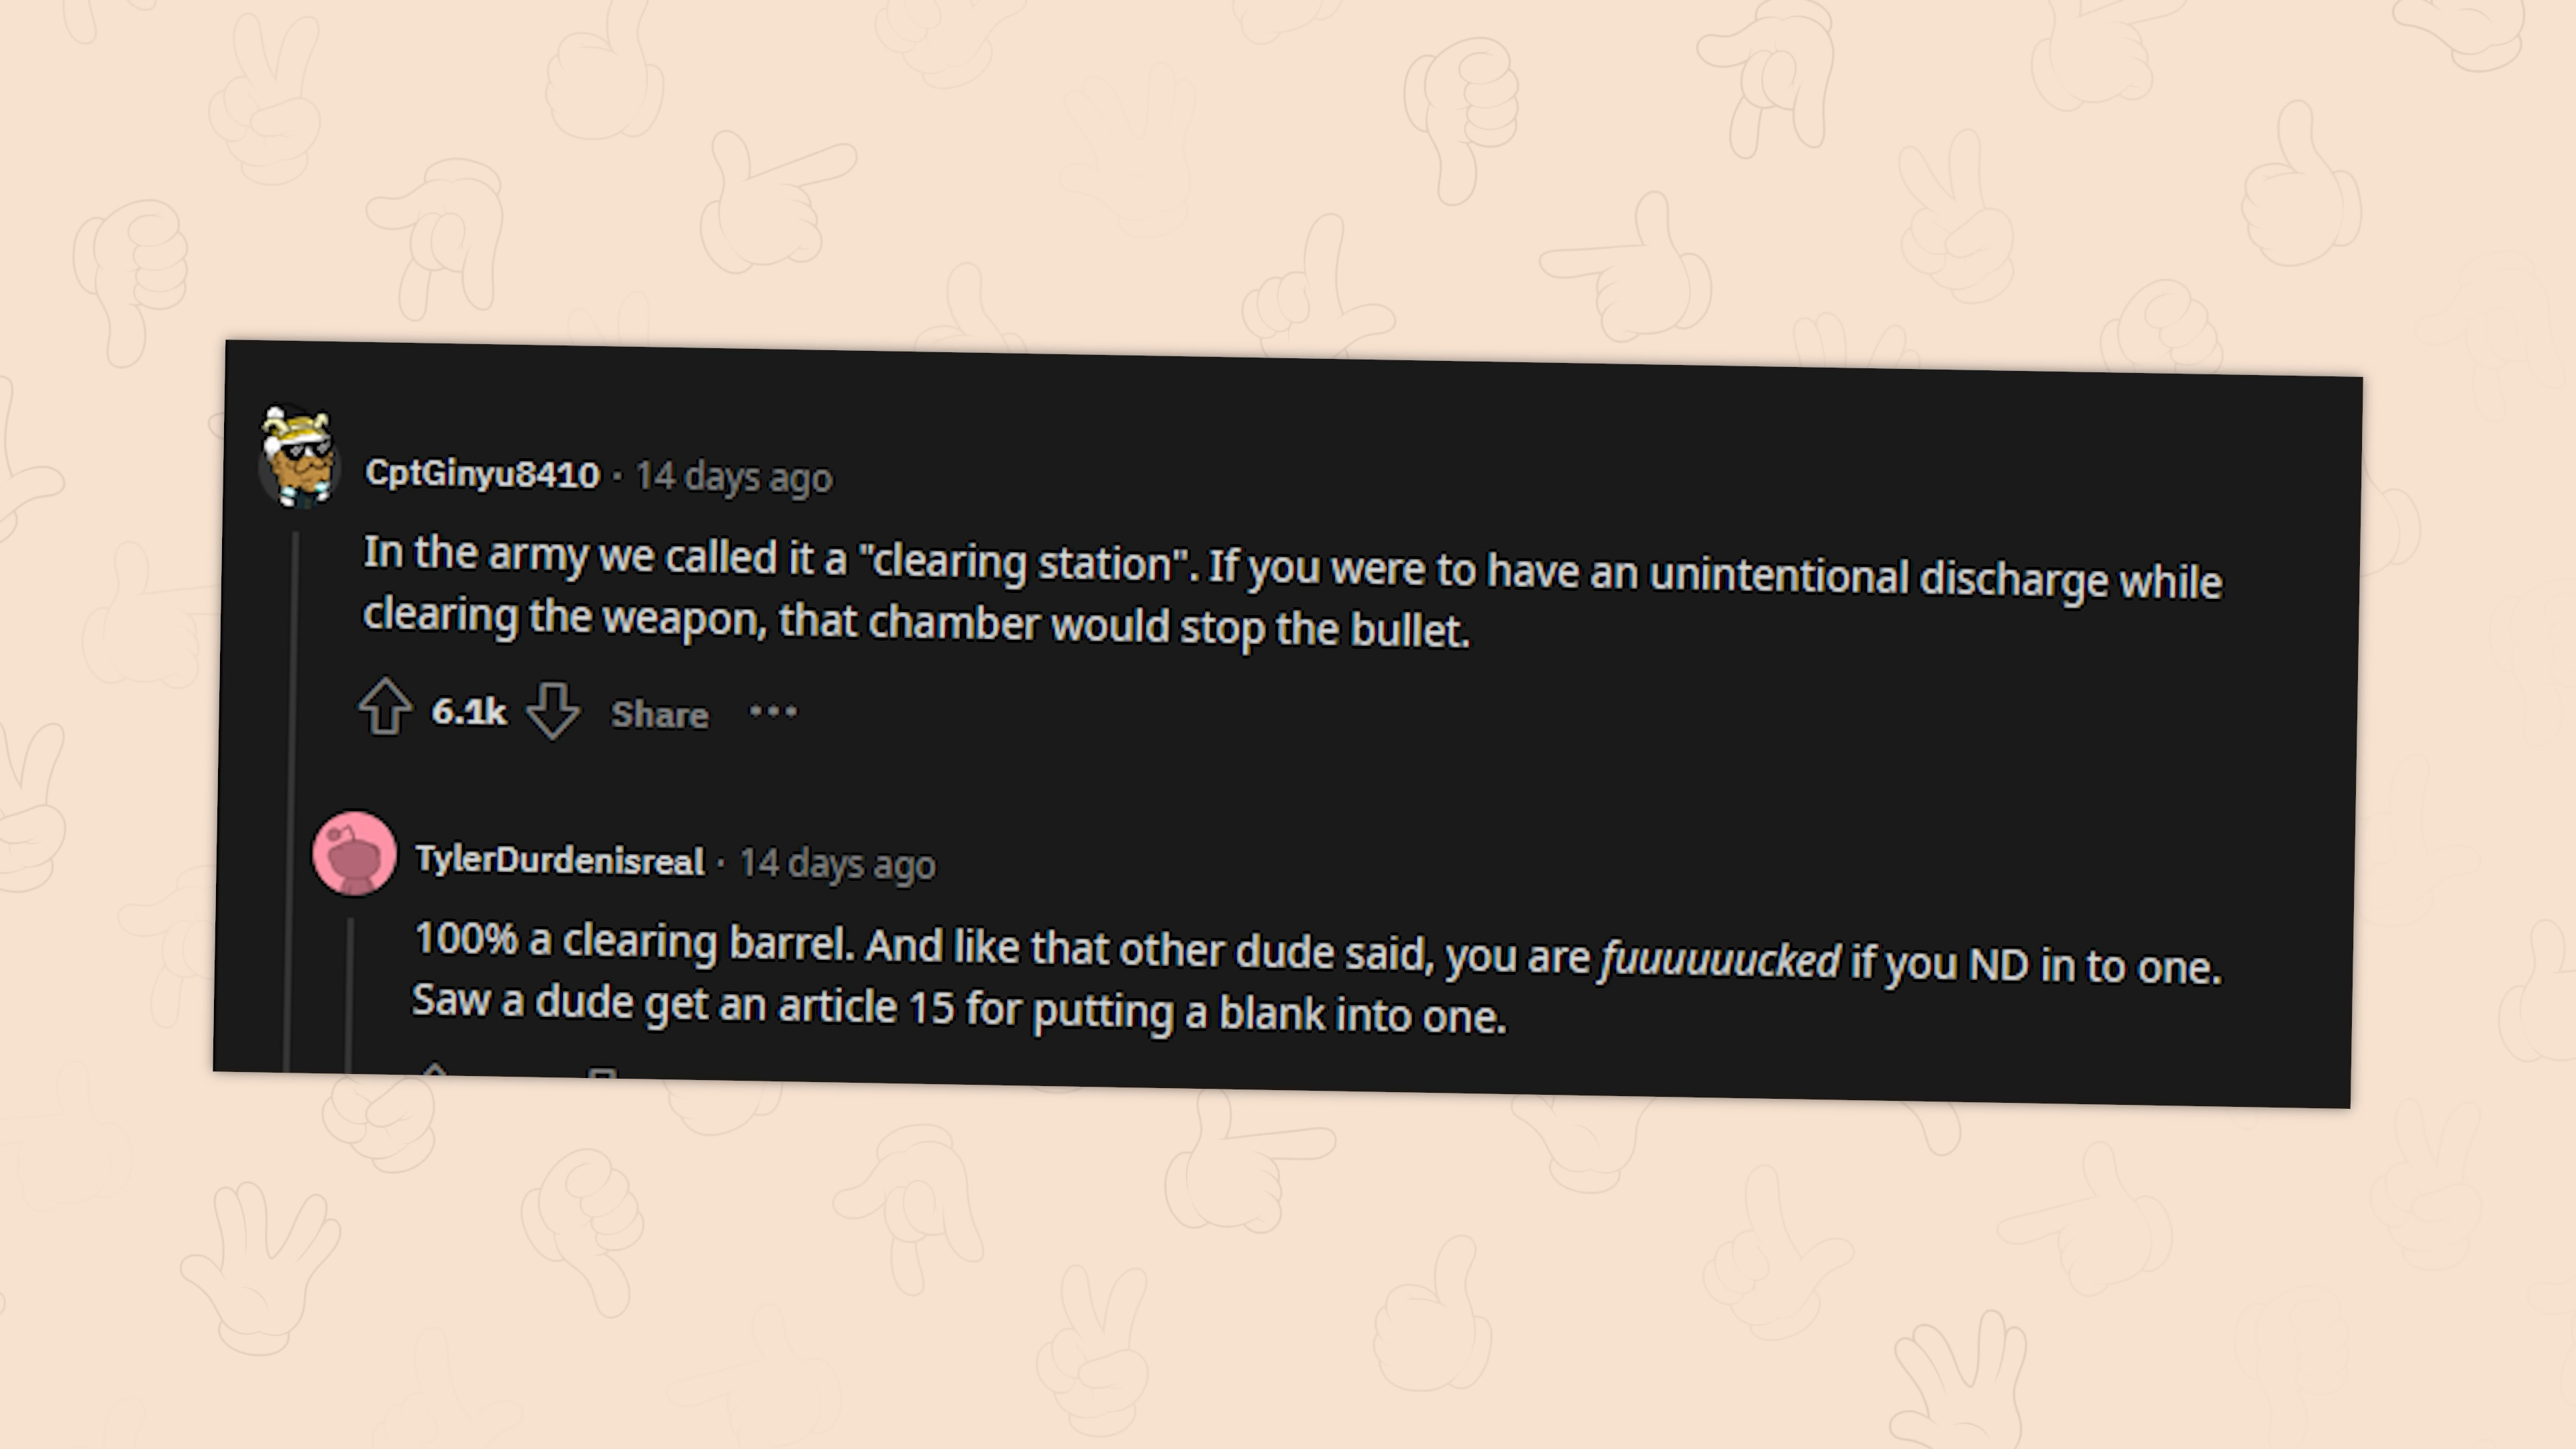 CptGinyu8410 · 14 days ago
In the army we called it a "clearing station". If you were to have an unintentional discharge while
clearing the weapon, that chamber would stop the bullet.
6.1k Share ···
TylerDurdenisreal · 14 days ago
100% a clearing barrel. And like that other dude said, you are fuuuuuucked if you ND in to one.
Saw a dude get an article 15 for putting a blank into one.